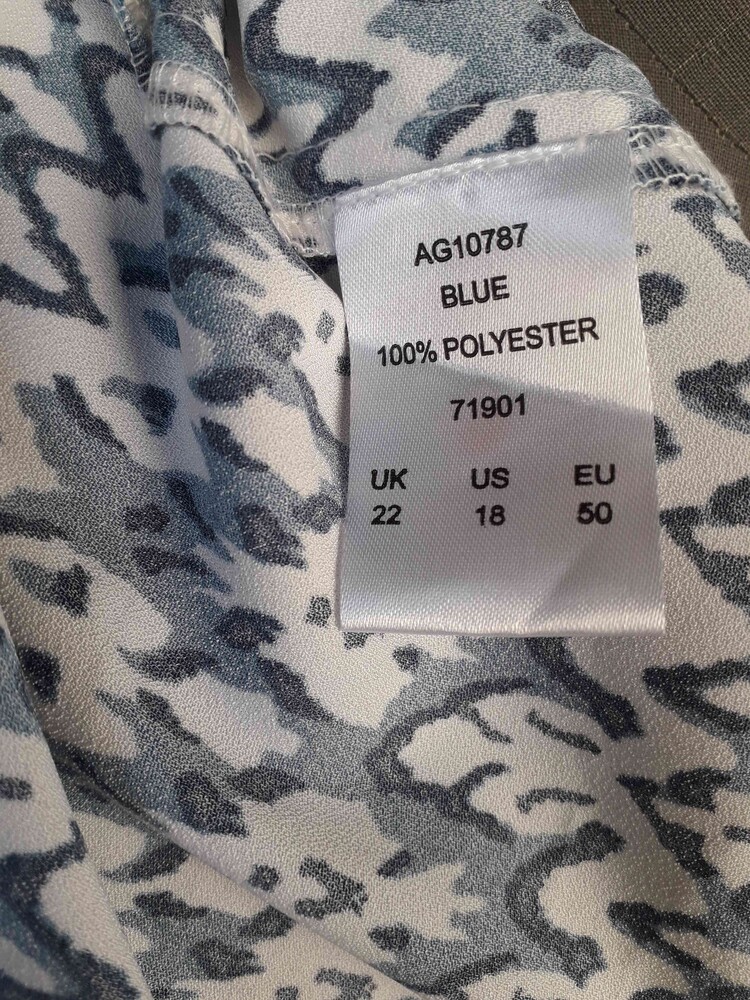 AG10787
BLUE
100% POLYESTER
71901
UK US EU
22 18 50